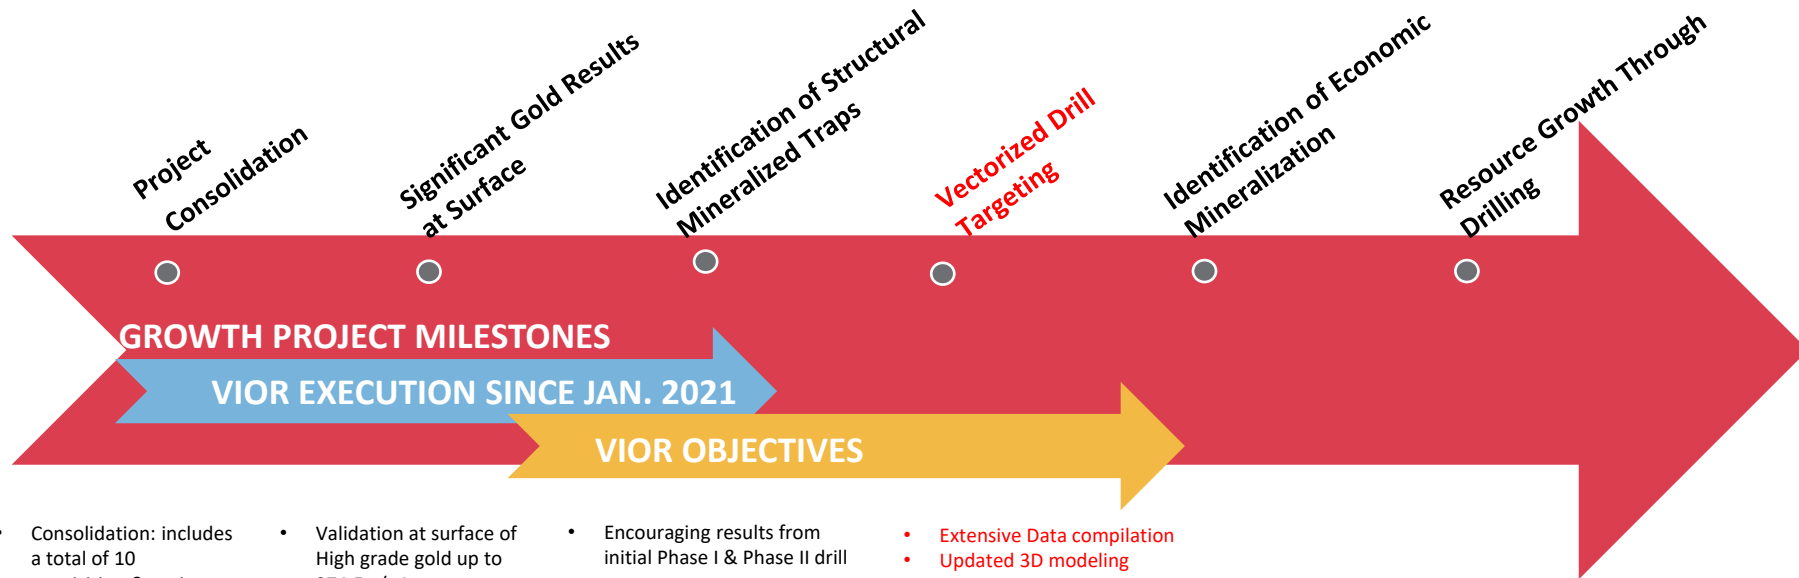 Project
Consolidation
Significant Gold Results
at Surface
Identification of Structural
Mineralized Traps
Vectorized Drill
Targeting
Identification of Economic
Mineralization
Resource Growth Through
Drilling
GROWTH PROJECT MILESTONES
VIOR EXECUTION SINCE JAN. 2021
VIOR OBJECTIVES
• Consolidation: includes
a total of 10
• Validation at surface of
High grade gold up to
• Encouraging results from
initial Phase I & Phase II drill
• Extensive Data compilation
• Updated 3D modeling